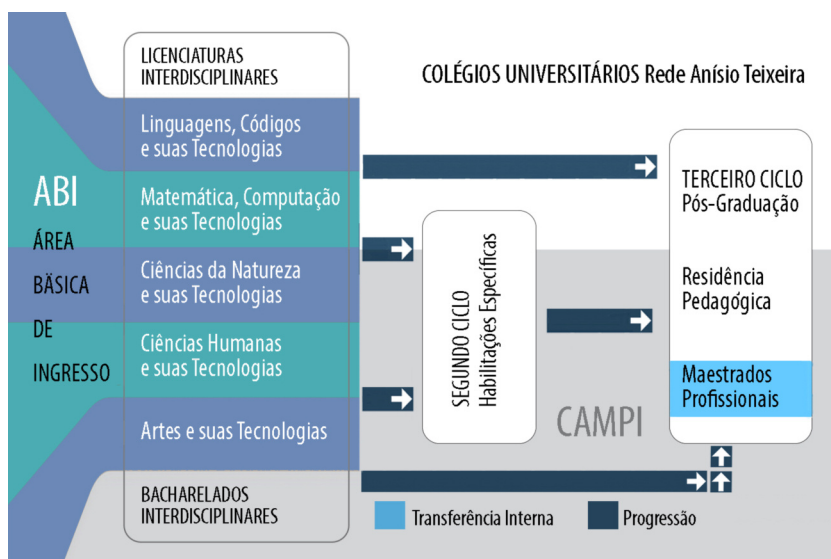 LICENCIATURAS
INTERDISCIPLINARES
COLÉGIOS UNIVERSITÁRIOS Rede Anísio Teixeira
ABI
ÁREA
BÄSICA
DE
INGRESSO
Linguagens, Códigos
e suas Tecnologias
Matemática, Computação
e suas Tecnologias
Ciências da Natureza
e suas Tecnologias
Ciências Humanas
e suas Tecnologias
Artes e suas Tecnologias
BACHARELADOS
INTERDISCIPLINARES
SEGUNDO CICLO
Habilitações Específicas
TERCEIRO CICLO
Pós-Graduação
Residência
Pedagógica
Maestrados
Profissionais
CAMPI
Transferência Interna
Progressão